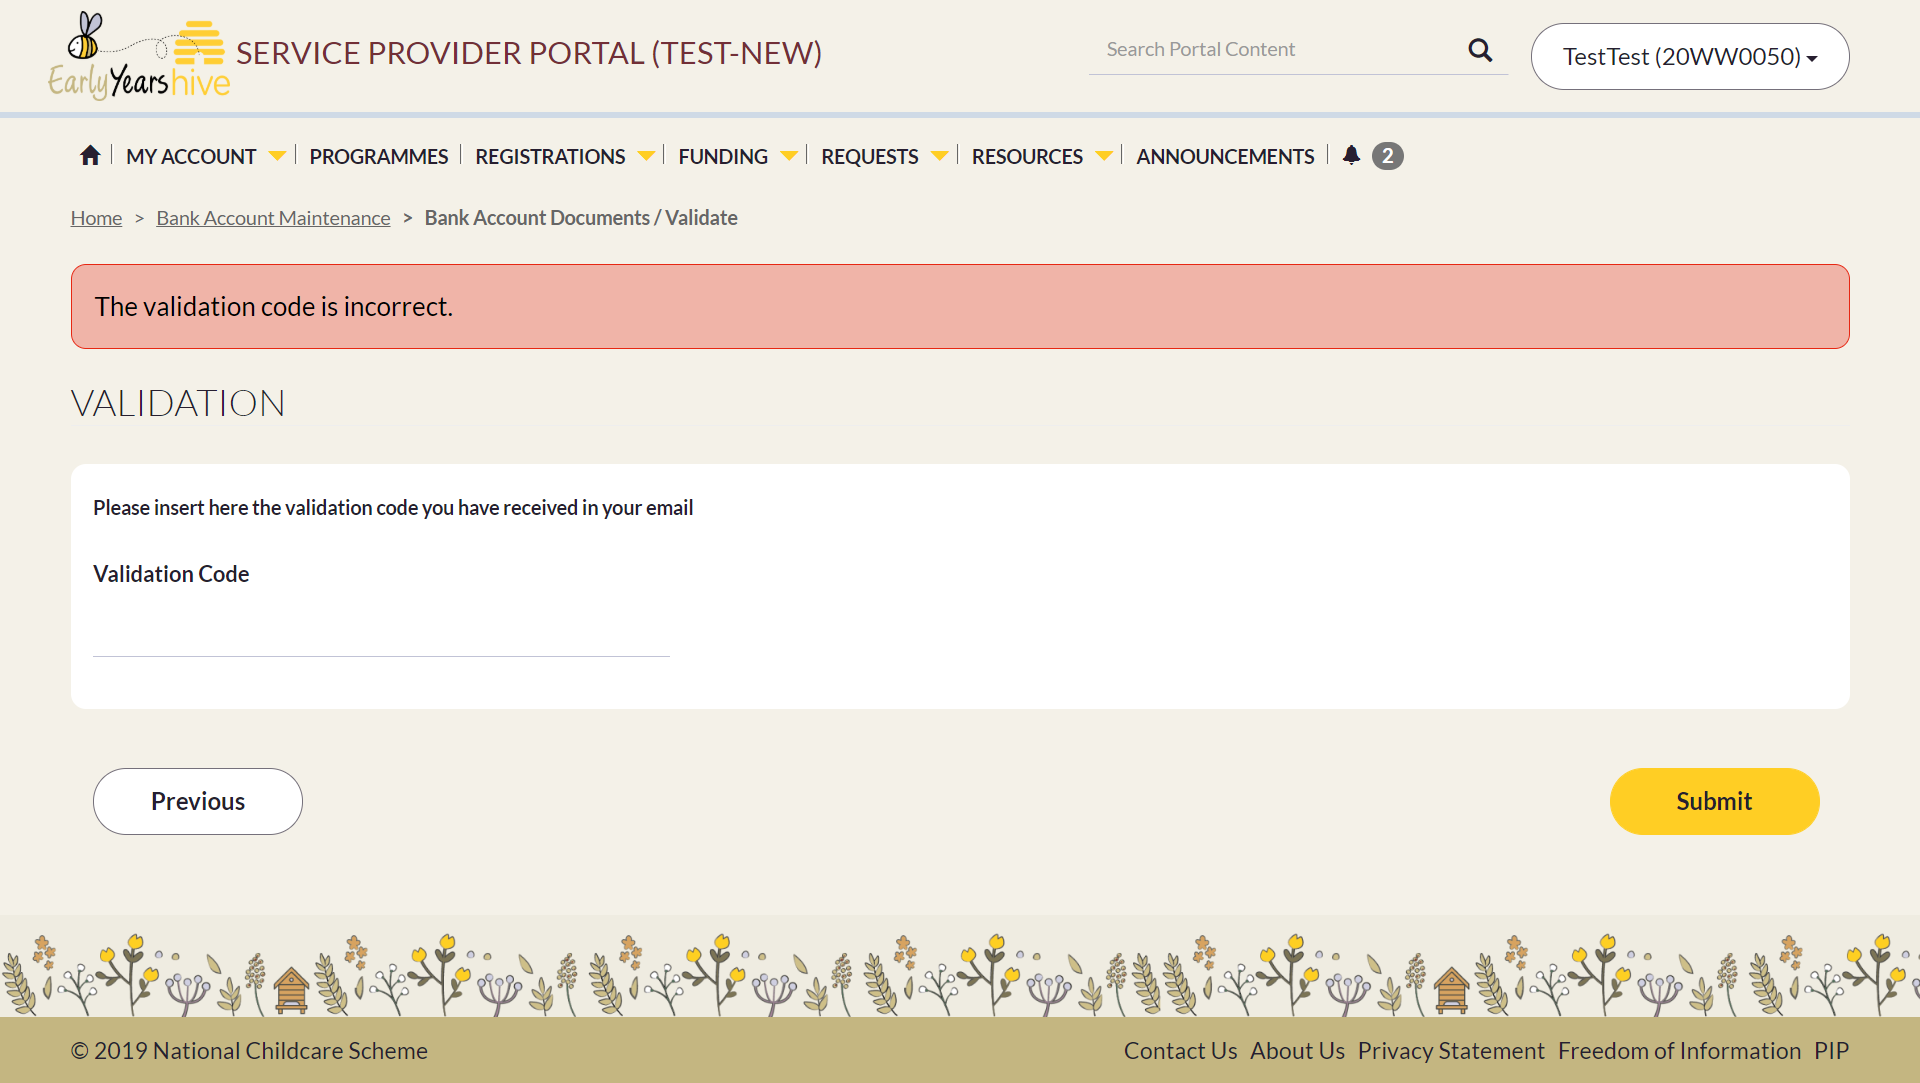 Early Years hive
SERVICE PROVIDER PORTAL (TEST-NEW)
Search Portal Content
TestTest (20WW0050)
MY ACCOUNT
PROGRAMMES
REGISTRATIONS
FUNDING
REQUESTS
RESOURCES
ANNOUNCEMENTS
2
Home > Bank Account Maintenance > Bank Account Documents / Validate
The validation code is incorrect.
VALIDATION
Please insert here the validation code you have received in your email
Validation Code
Previous
Submit
© 2019 National Childcare Scheme
Contact Us About Us Privacy Statement Freedom of Information PIP